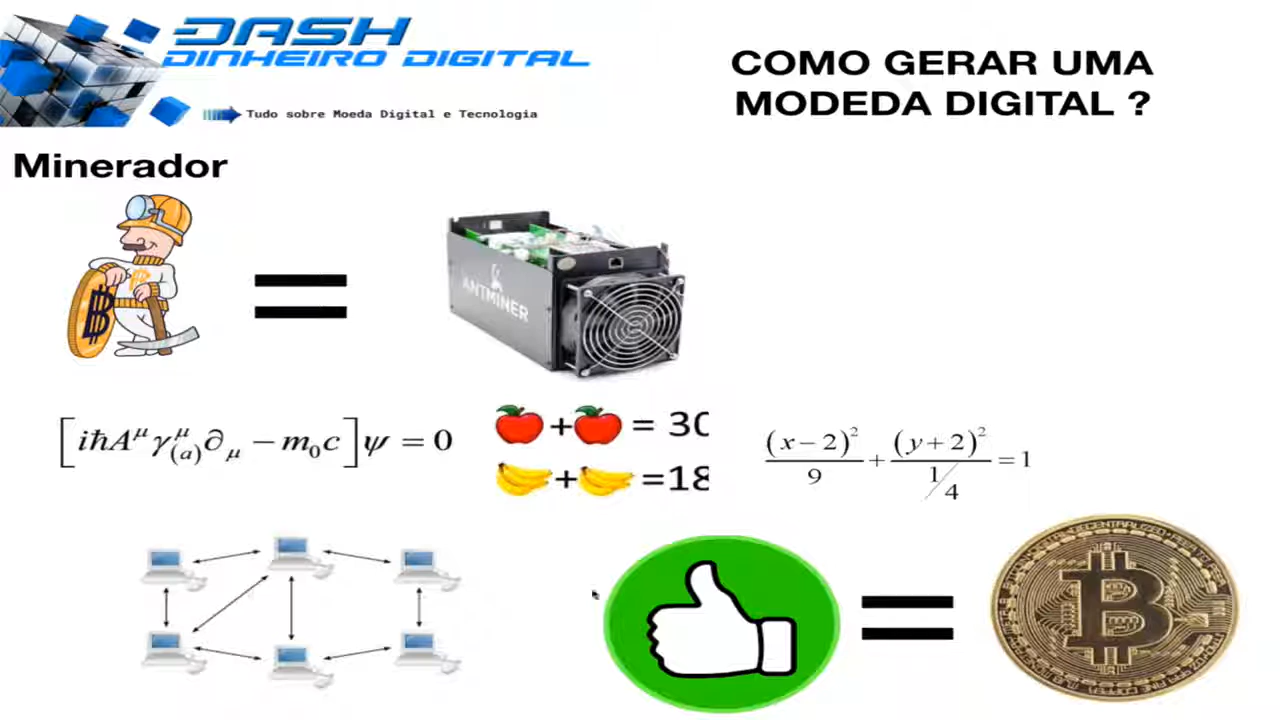 DASH
DINHEIRO DIGITAL
Tudo sobre Moeda Digital e Tecnologia
COMO GERAR UMA
MODEDA DIGITAL ?
Minerador
ANTMINER
[iħA^μ γ^μ_(a) ∂_μ − m₀c]ψ = 0
+ = 30
+ =18
(x − 2)²/9 + (y + 2)²/(1/4) = 1
DECENTRALIZED